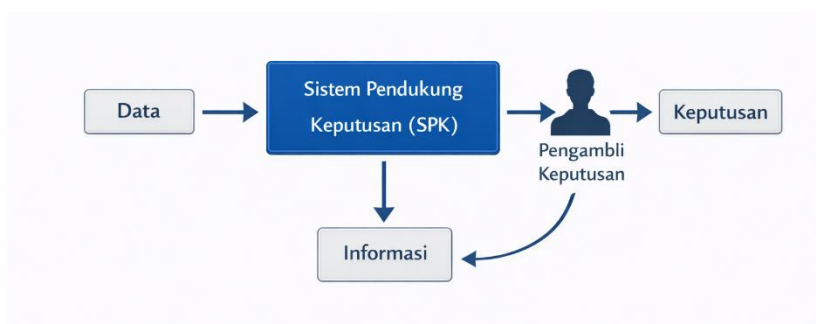 Data
Sistem Pendukung
Keputusan (SPK)
Pengambli
Keputusan
Keputusan
Informasi